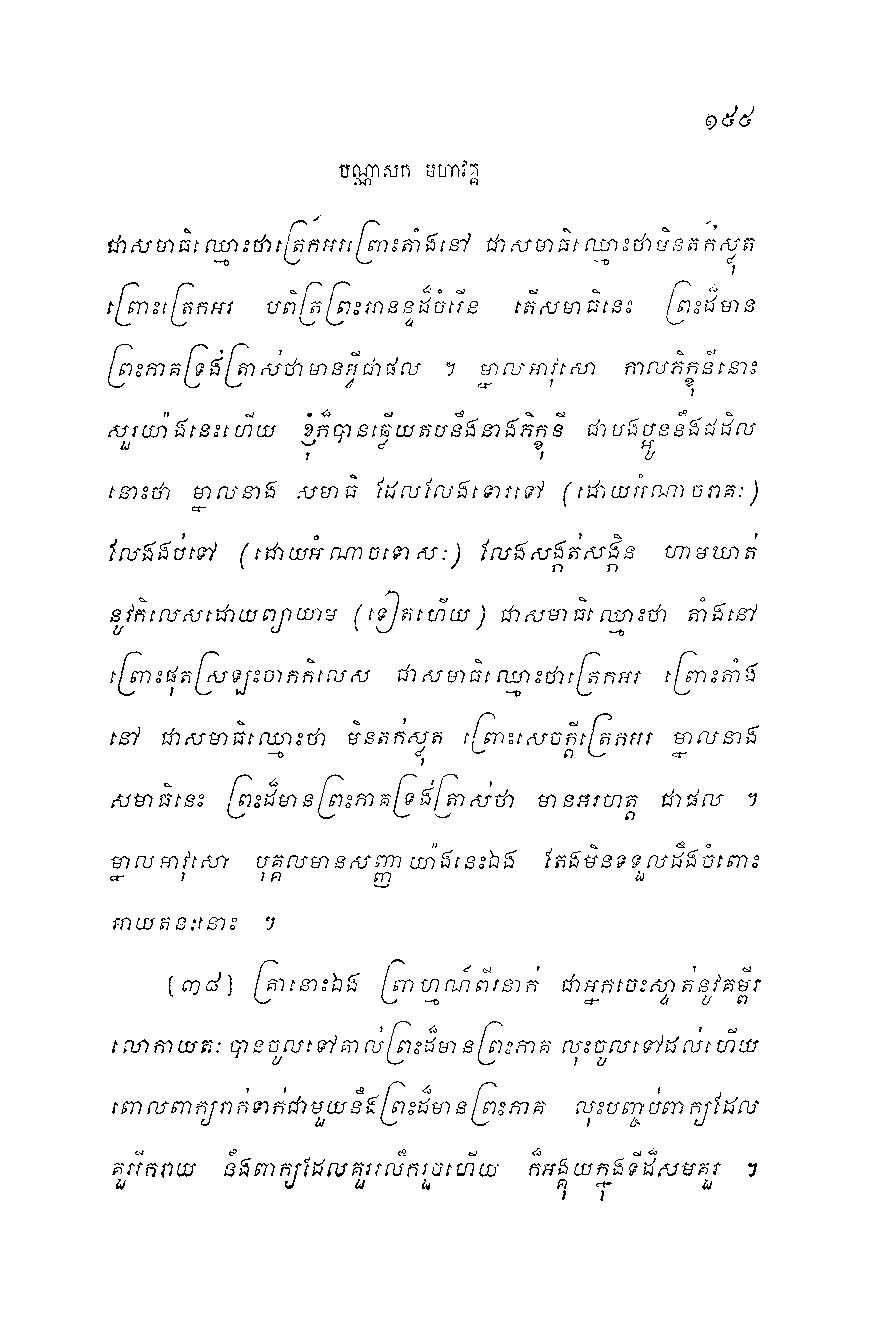 ១៥៥
បណ្ណាសក មហាវគ្គ
ជាសមាធិឈ្មោះថាត្រេក៍អរព្រោះតាំងនៅ ជាសមាធិឈ្មោះថាមិនតក់ស្លុត
ព្រោះត្រេកអរ បពិត្រព្រះអានន្ទដ៏ចំរើន តើសមាធិនេះ ព្រះដ៏មាន
ព្រះភាគទ្រង់ត្រាស់ថាមានអ្វីជាផល ។ ម្នាលអាវុសោ កាលភិក្ខុនីនោះ
សួរយ៉ាងនេះហើយ ខ្ញុំក៏បានធ្វើយតបនឹងនាងភិក្ខុនី ជាបងប្អូននឹងជដិល
នោះថា ម្នាលនាង សមាធិ ដែលលែងទោរទៅ (ដោយអំណាចរាគៈ)
លែងងប់ទៅ (ដោយអំណាចទោសៈ) លែងសង្កត់សង្កិន ហាមឃាត់
នូវកិលេសដោយព្យាយាម (ទៀតហើយ) ជាសមាធិឈ្មោះថា តាំងនៅ
ព្រោះផុតស្រឡះចាកកិលេស ជាសមាធិឈ្មោះថាត្រេកអរ ព្រោះតាំង
នៅ ជាសមាធិឈ្មោះថា មិនតក់ស្លុត ព្រោះសេចក្តីត្រេកអរ ម្នាលនាង
សមាធិនេះ ព្រះដ៏មានព្រះភាគទ្រង់ត្រាស់ថា មានអរហត្ត ជាផល ។
ម្នាលអាវុសោ បុគ្គលមានសញ្ញាយ៉ាងនេះឯង តែងមិនទទួលដឹងចំពោះ
អាយតនៈនោះ ។
[៣៨] គ្រានោះឯង ព្រាហ្មណ៍ពីរនាក់ ជាអ្នកចេះស្ទាត់នូវគម្ពីរ
លោកាយតៈ បានចូលទៅគាល់ព្រះដ៏មានព្រះភាគ លុះចូលទៅដល់ហើយ
ពោលពាក្យរាក់ទាក់ជាមួយនឹងព្រះដ៏មានព្រះភាគ លុះបញ្ចប់ពាក្យដែល
គួររីករាយ នឹងពាក្យដែលគួររលឹករួចហើយ ក៏អង្គុយក្នុងទីដ៏សមគួរ ។